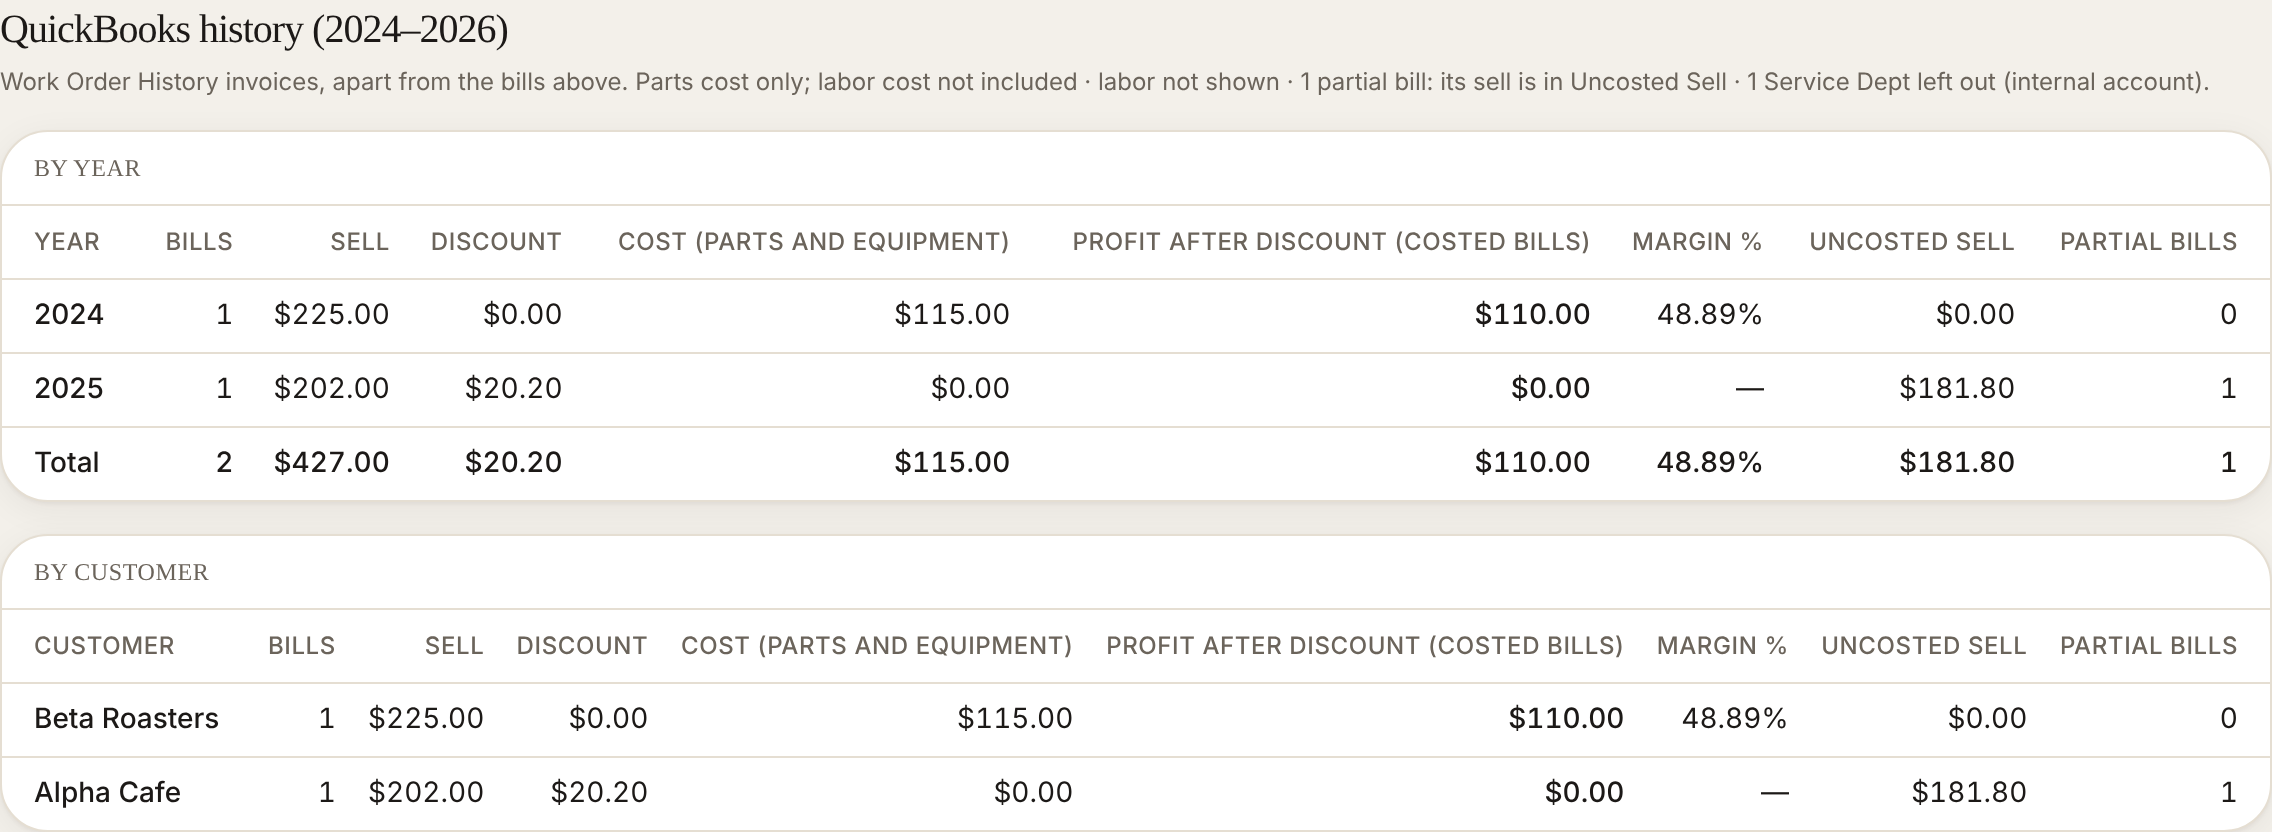 QuickBooks history (2024–2026)
Work Order History invoices, apart from the bills above. Parts cost only; labor cost not included · labor not shown · 1 partial bill: its sell is in Uncosted Sell · 1 Service Dept left out (internal account).
BY YEAR
YEAR BILLS SELL DISCOUNT COST (PARTS AND EQUIPMENT) PROFIT AFTER DISCOUNT (COSTED BILLS) MARGIN % UNCOSTED SELL PARTIAL BILLS
2024 1 $225.00 $0.00 $115.00 $110.00 48.89% $0.00 0
2025 1 $202.00 $20.20 $0.00 $0.00 — $181.80 1
Total 2 $427.00 $20.20 $115.00 $110.00 48.89% $181.80 1
BY CUSTOMER
CUSTOMER BILLS SELL DISCOUNT COST (PARTS AND EQUIPMENT) PROFIT AFTER DISCOUNT (COSTED BILLS) MARGIN % UNCOSTED SELL PARTIAL BILLS
Beta Roasters 1 $225.00 $0.00 $115.00 $110.00 48.89% $0.00 0
Alpha Cafe 1 $202.00 $20.20 $0.00 $0.00 — $181.80 1